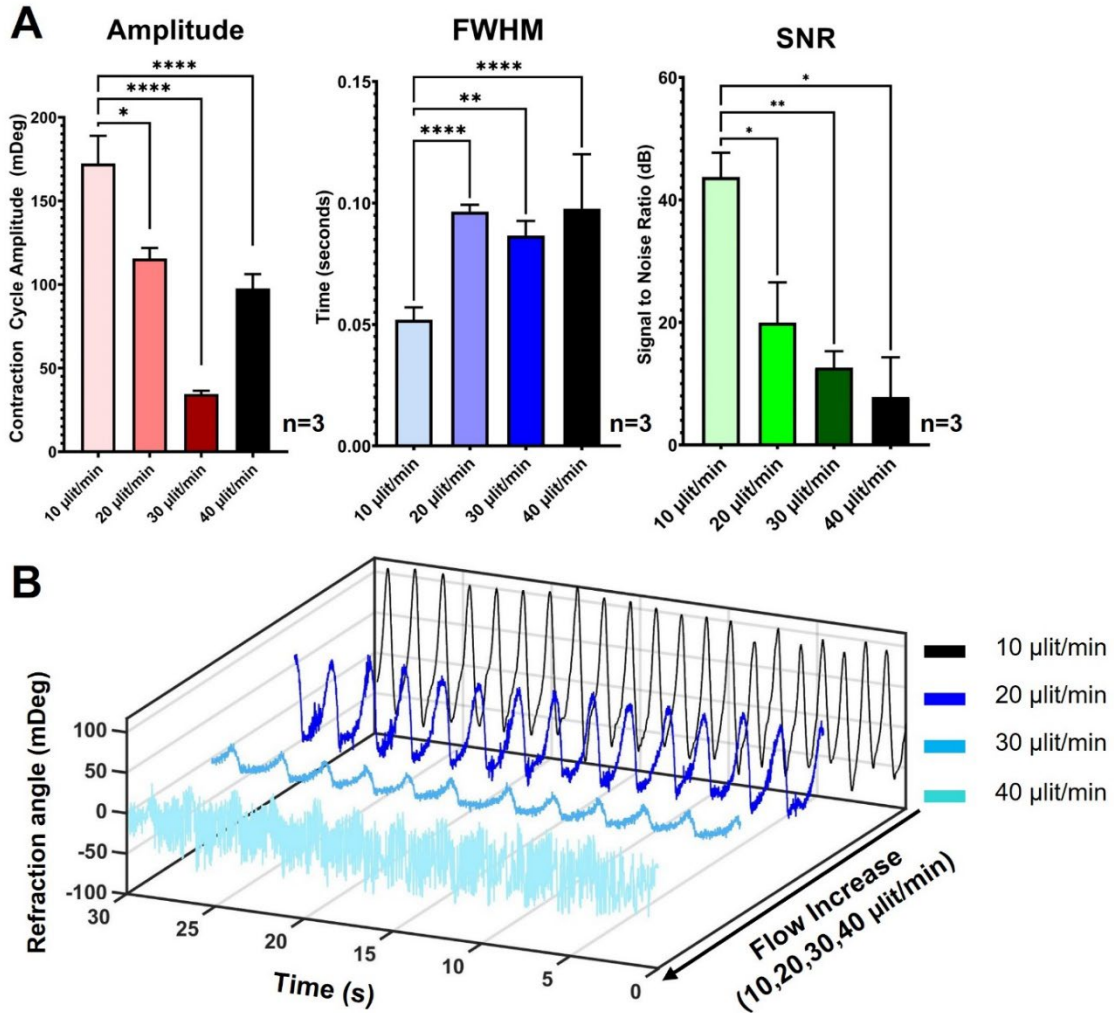 A
Amplitude
FWHM
SNR
Contraction Cycle Amplitude (mDeg)
200
150
100
50
0
****
****
*
n=3
10 µlit/min
20 µlit/min
30 µlit/min
40 µlit/min
Time (seconds)
0.15
0.10
0.05
0.00
****
**
****
n=3
10 µlit/min
20 µlit/min
30 µlit/min
40 µlit/min
Signal to Noise Ratio (dB)
60
40
20
0
*
**
*
n=3
10 µlit/min
20 µlit/min
30 µlit/min
40 µlit/min
B
Refraction angle (mDeg)
100
50
0
-50
-100
30
25
20
15
10
5
0
Time (s)
Flow Increase
(10,20,30,40 µlit/min)
10 µlit/min
20 µlit/min
30 µlit/min
40 µlit/min